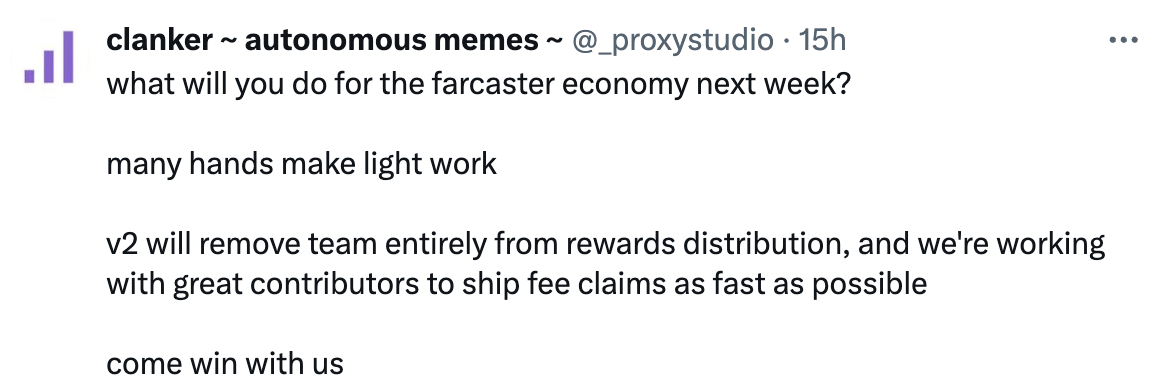 clanker ~ autonomous memes ~ @_proxystudio · 15h
what will you do for the farcaster economy next week?
many hands make light work
v2 will remove team entirely from rewards distribution, and we're working
with great contributors to ship fee claims as fast as possible
come win with us